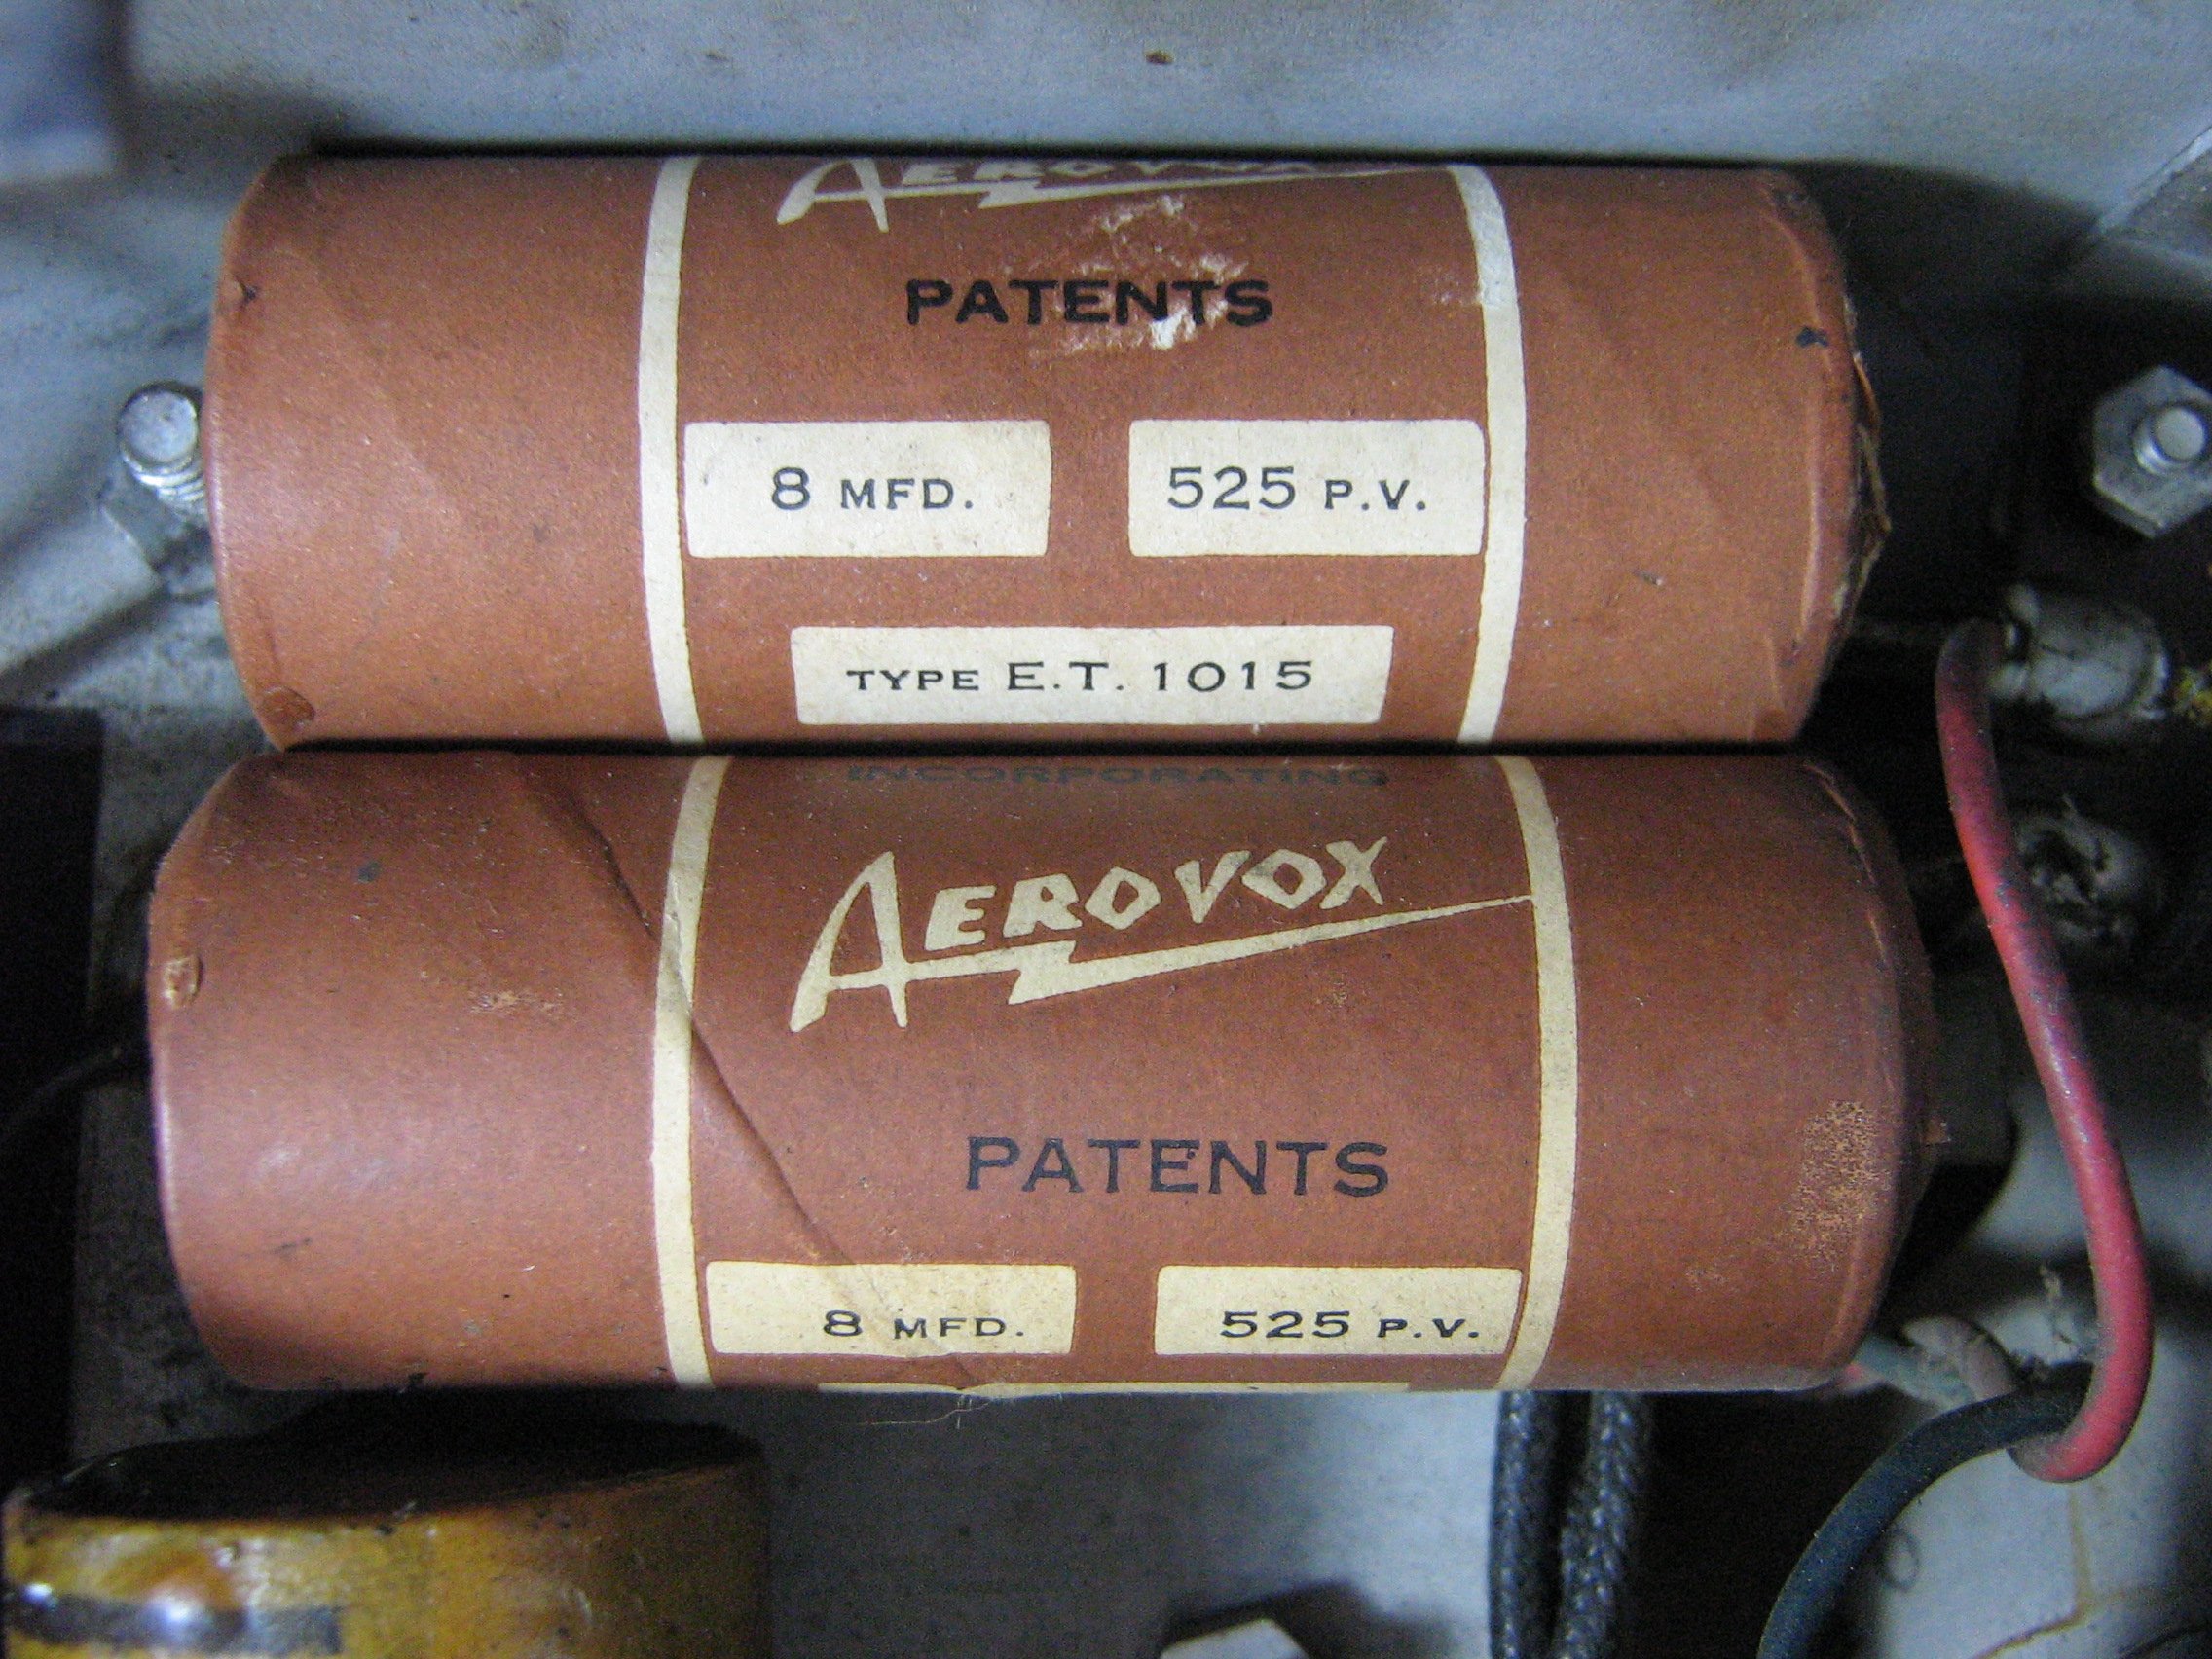 AEROVOX
PATENTS
8 MFD. 525 P.V.
TYPE E.T. 1015
INCORPORATING
AEROVOX
PATENTS
8 MFD. 525 P.V.